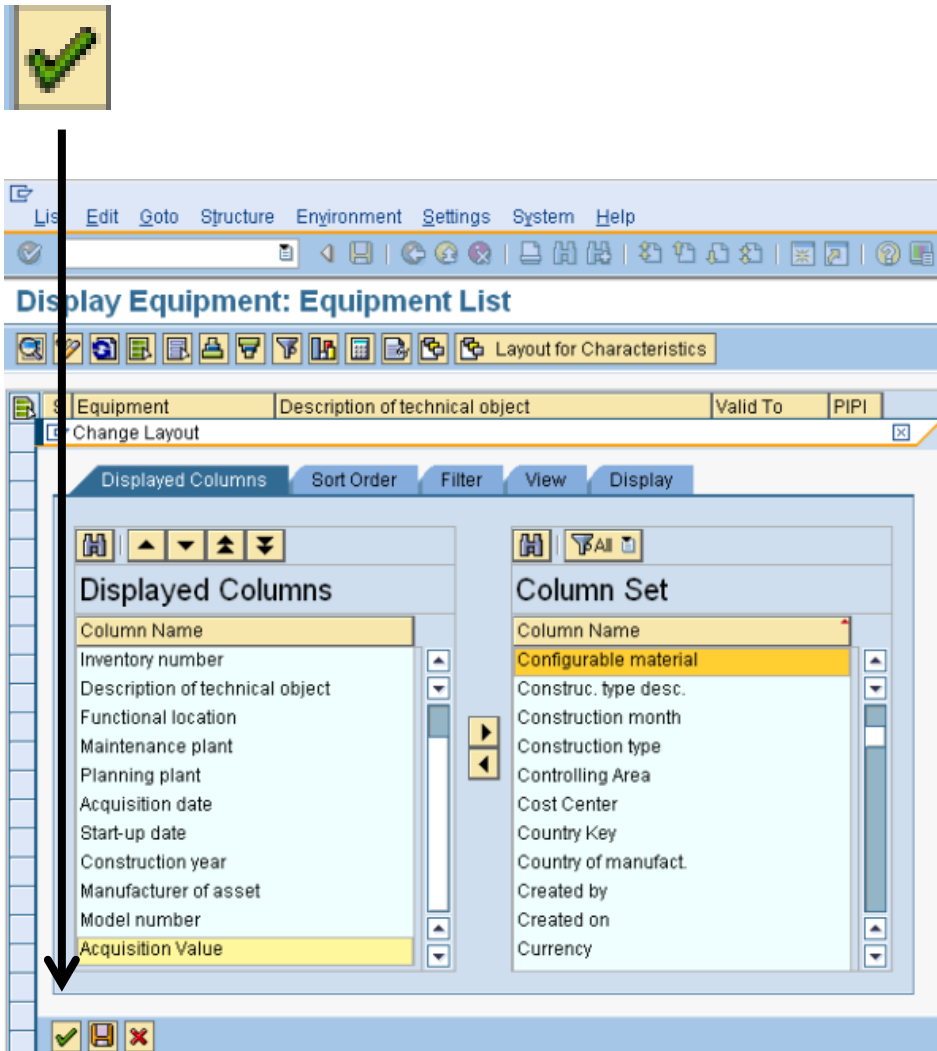 Lis Edit Goto Structure Environment Settings System Help
Display Equipment: Equipment List
Layout for Characteristics
S Equipment Description of technical object Valid To PIPI
Change Layout
Displayed Columns Sort Order Filter View Display
All
Displayed Columns Column Set
Column Name Column Name
Inventory number Configurable material
Description of technical object Construc. type desc.
Functional location Construction month
Maintenance plant Construction type
Planning plant Controlling Area
Acquisition date Cost Center
Start-up date Country Key
Construction year Country of manufact.
Manufacturer of asset Created by
Model number Created on
Acquisition Value Currency